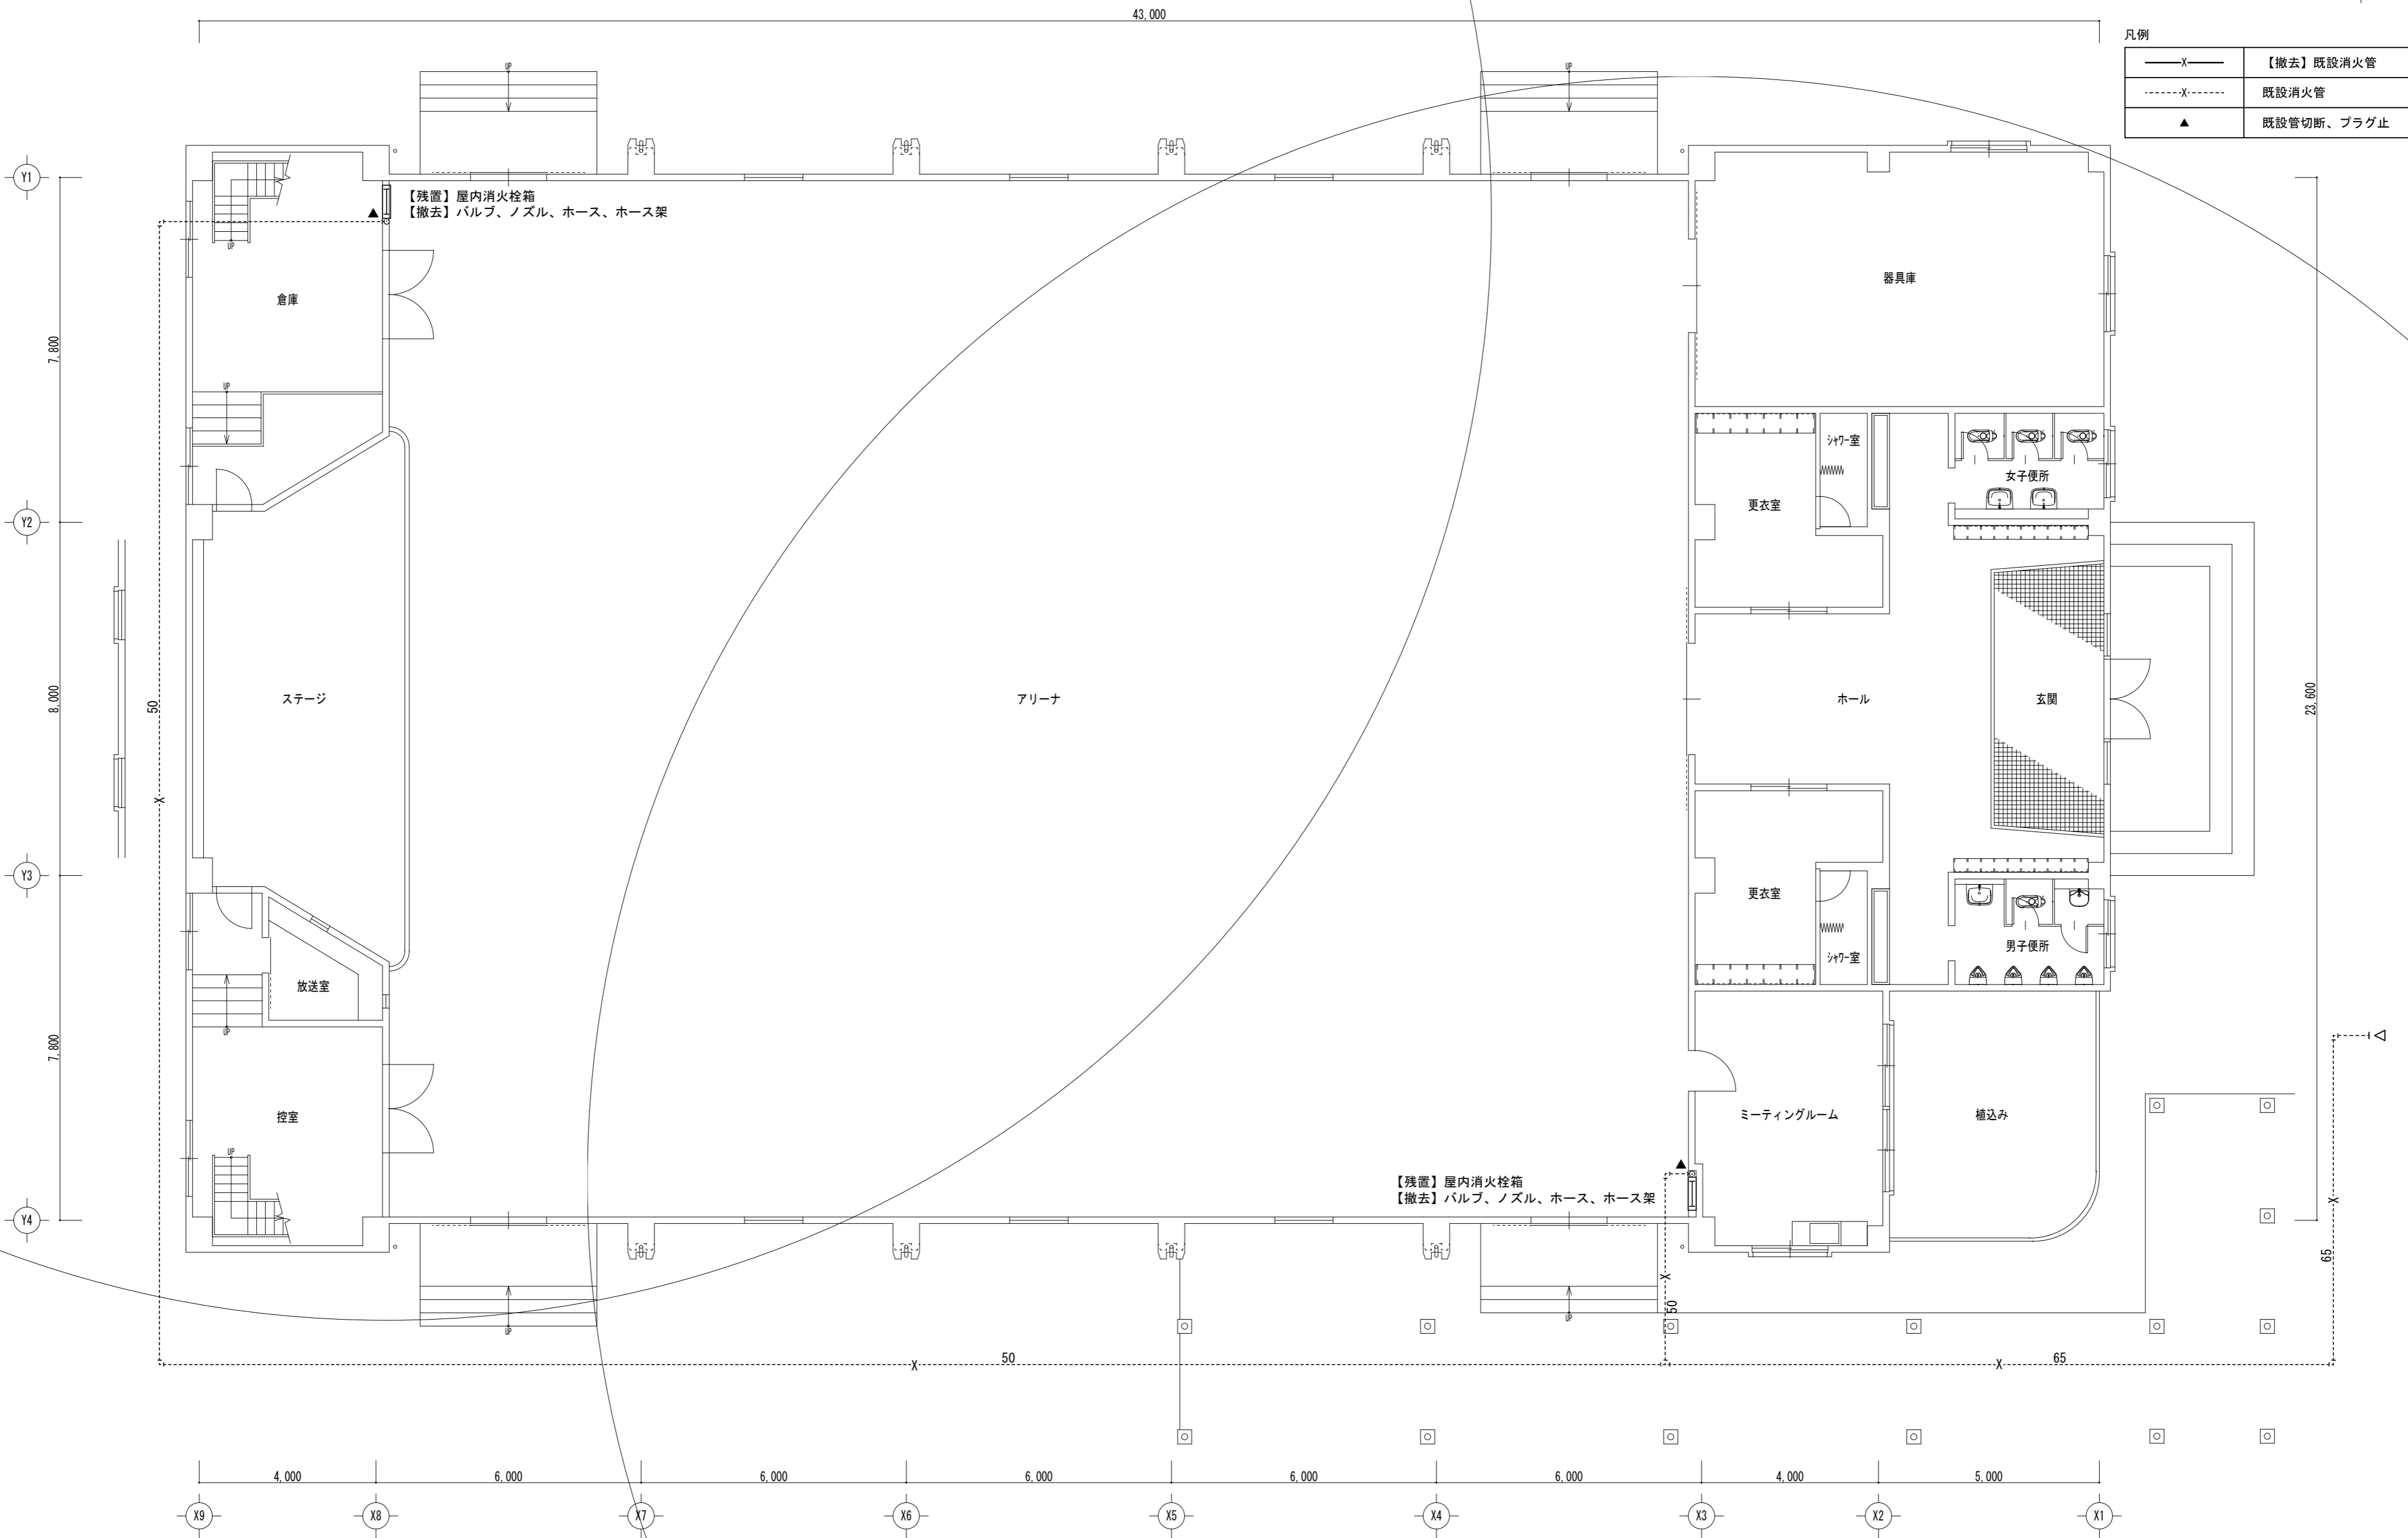 43,000
凡例
X
【撤去】既設消火管
X
既設消火管
▲
既設管切断、プラグ止
UP
UP
Y1
【残置】屋内消火栓箱
【撤去】バルブ、ノズル、ホース、ホース架
UP
倉庫
器具庫
7,800
UP
シャワー室
女子便所
更衣室
Y2
ステージ
アリーナ
ホール
玄関
8,000
50
23,600
X
Y3
更衣室
男子便所
シャワー室
放送室
UP
7,800
控室
ミーティングルーム
植込み
UP
【残置】屋内消火栓箱
【撤去】バルブ、ノズル、ホース、ホース架
X
Y4
65
X
50
UP
UP
X
50
X
65
4,000
6,000
6,000
6,000
6,000
6,000
4,000
5,000
X9
X8
X7
X6
X5
X4
X3
X2
X1